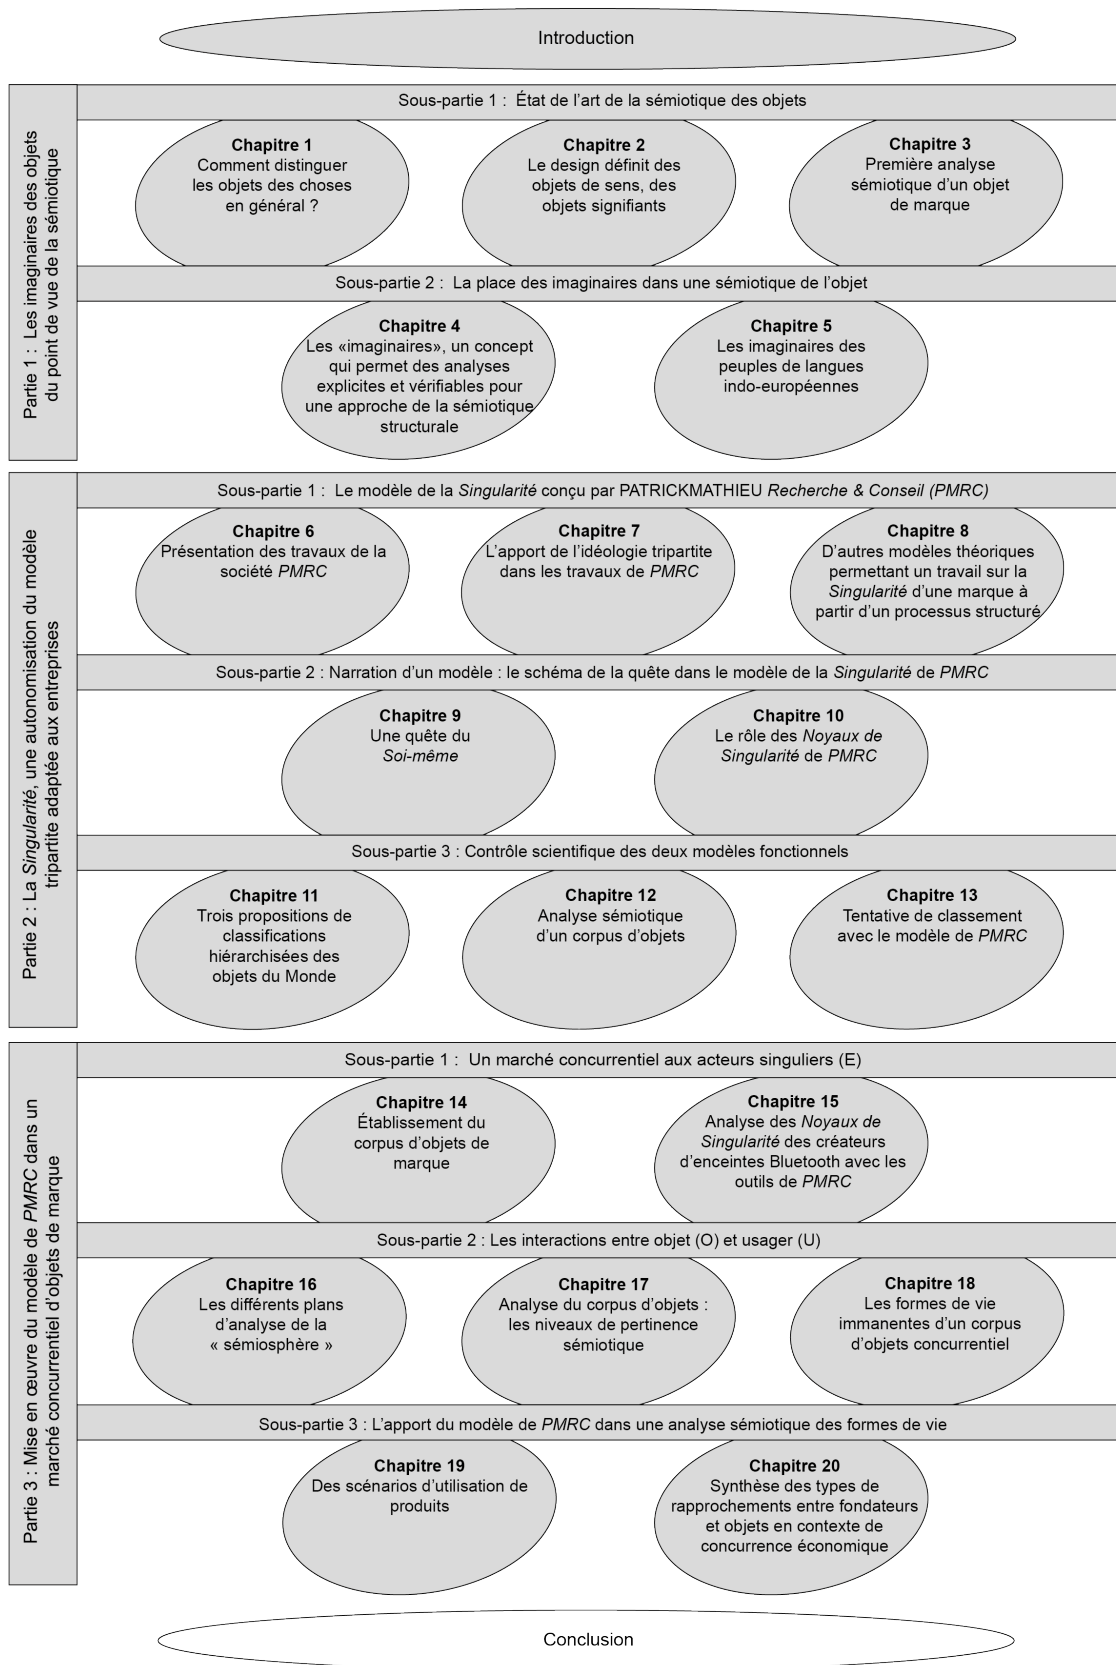 Introduction
Partie 1 : Les imaginaires des objets
du point de vue de la sémiotique
Sous-partie 1 : État de l'art de la sémiotique des objets
Chapitre 1
Comment distinguer
les objets des choses
en général ?
Chapitre 2
Le design définit des
objets de sens, des
objets signifiants
Chapitre 3
Première analyse
sémiotique d'un objet
de marque
Sous-partie 2 : La place des imaginaires dans une sémiotique de l'objet
Chapitre 4
Les «imaginaires», un concept
qui permet des analyses
explicites et vérifiables pour
une approche de la sémiotique
structurale
Chapitre 5
Les imaginaires des
peuples de langues
indo-européennes
Partie 2 : La Singularité, une autonomisation du modèle
tripartite adaptée aux entreprises
Sous-partie 1 : Le modèle de la Singularité conçu par PATRICKMATHIEU Recherche & Conseil (PMRC)
Chapitre 6
Présentation des travaux de la
société PMRC
Chapitre 7
L'apport de l'idéologie tripartite
dans les travaux de PMRC
Chapitre 8
D'autres modèles théoriques
permettant un travail sur la
Singularité d'une marque à
partir d'un processus structuré
Sous-partie 2 : Narration d'un modèle : le schéma de la quête dans le modèle de la Singularité de PMRC
Chapitre 9
Une quête du
Soi-même
Chapitre 10
Le rôle des Noyaux de
Singularité de PMRC
Sous-partie 3 : Contrôle scientifique des deux modèles fonctionnels
Chapitre 11
Trois propositions de
classifications
hiérarchisées des
objets du Monde
Chapitre 12
Analyse sémiotique
d'un corpus d'objets
Chapitre 13
Tentative de classement
avec le modèle de PMRC
Partie 3 : Mise en œuvre du modèle de PMRC dans un
marché concurrentiel d'objets de marque
Sous-partie 1 : Un marché concurrentiel aux acteurs singuliers (E)
Chapitre 14
Établissement du
corpus d'objets de
marque
Chapitre 15
Analyse des Noyaux de
Singularité des créateurs
d'enceintes Bluetooth avec les
outils de PMRC
Sous-partie 2 : Les interactions entre objet (O) et usager (U)
Chapitre 16
Les différents plans
d'analyse de la
« sémiosphère »
Chapitre 17
Analyse du corpus d'objets :
les niveaux de pertinence
sémiotique
Chapitre 18
Les formes de vie
immanentes d'un corpus
d'objets concurrentiel
Sous-partie 3 : L'apport du modèle de PMRC dans une analyse sémiotique des formes de vie
Chapitre 19
Des scénarios d'utilisation de
produits
Chapitre 20
Synthèse des types de
rapprochements entre fondateurs
et objets en contexte de
concurrence économique
Conclusion